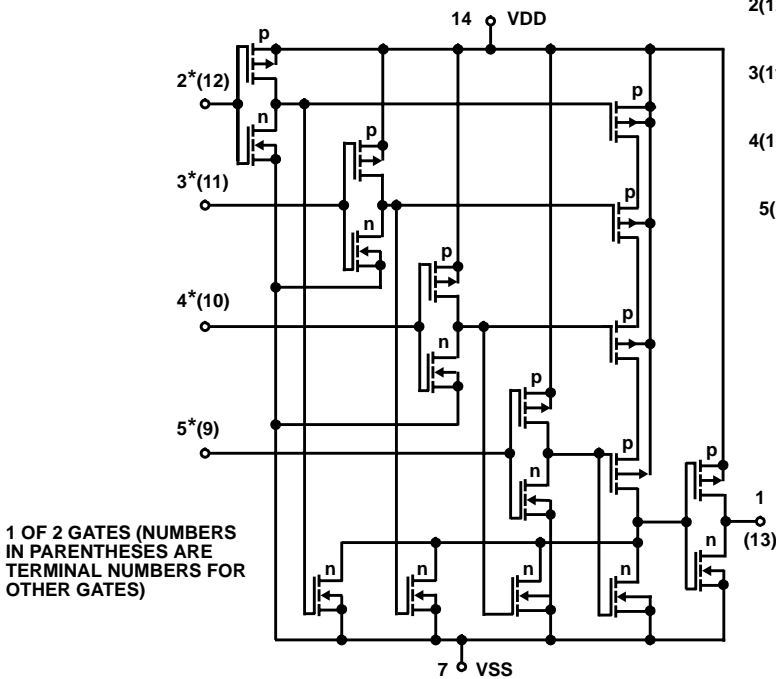 14 VDD
2(1
p
2*(12)
n
3(1
p
p
3*(11)
n
4(1
p
5(
p
4*(10)
n
p
p
5*(9)
n
p
p
1
n
(13)
1 OF 2 GATES (NUMBERS
IN PARENTHESES ARE
TERMINAL NUMBERS FOR
OTHER GATES)
n
n
n
n
7 VSS